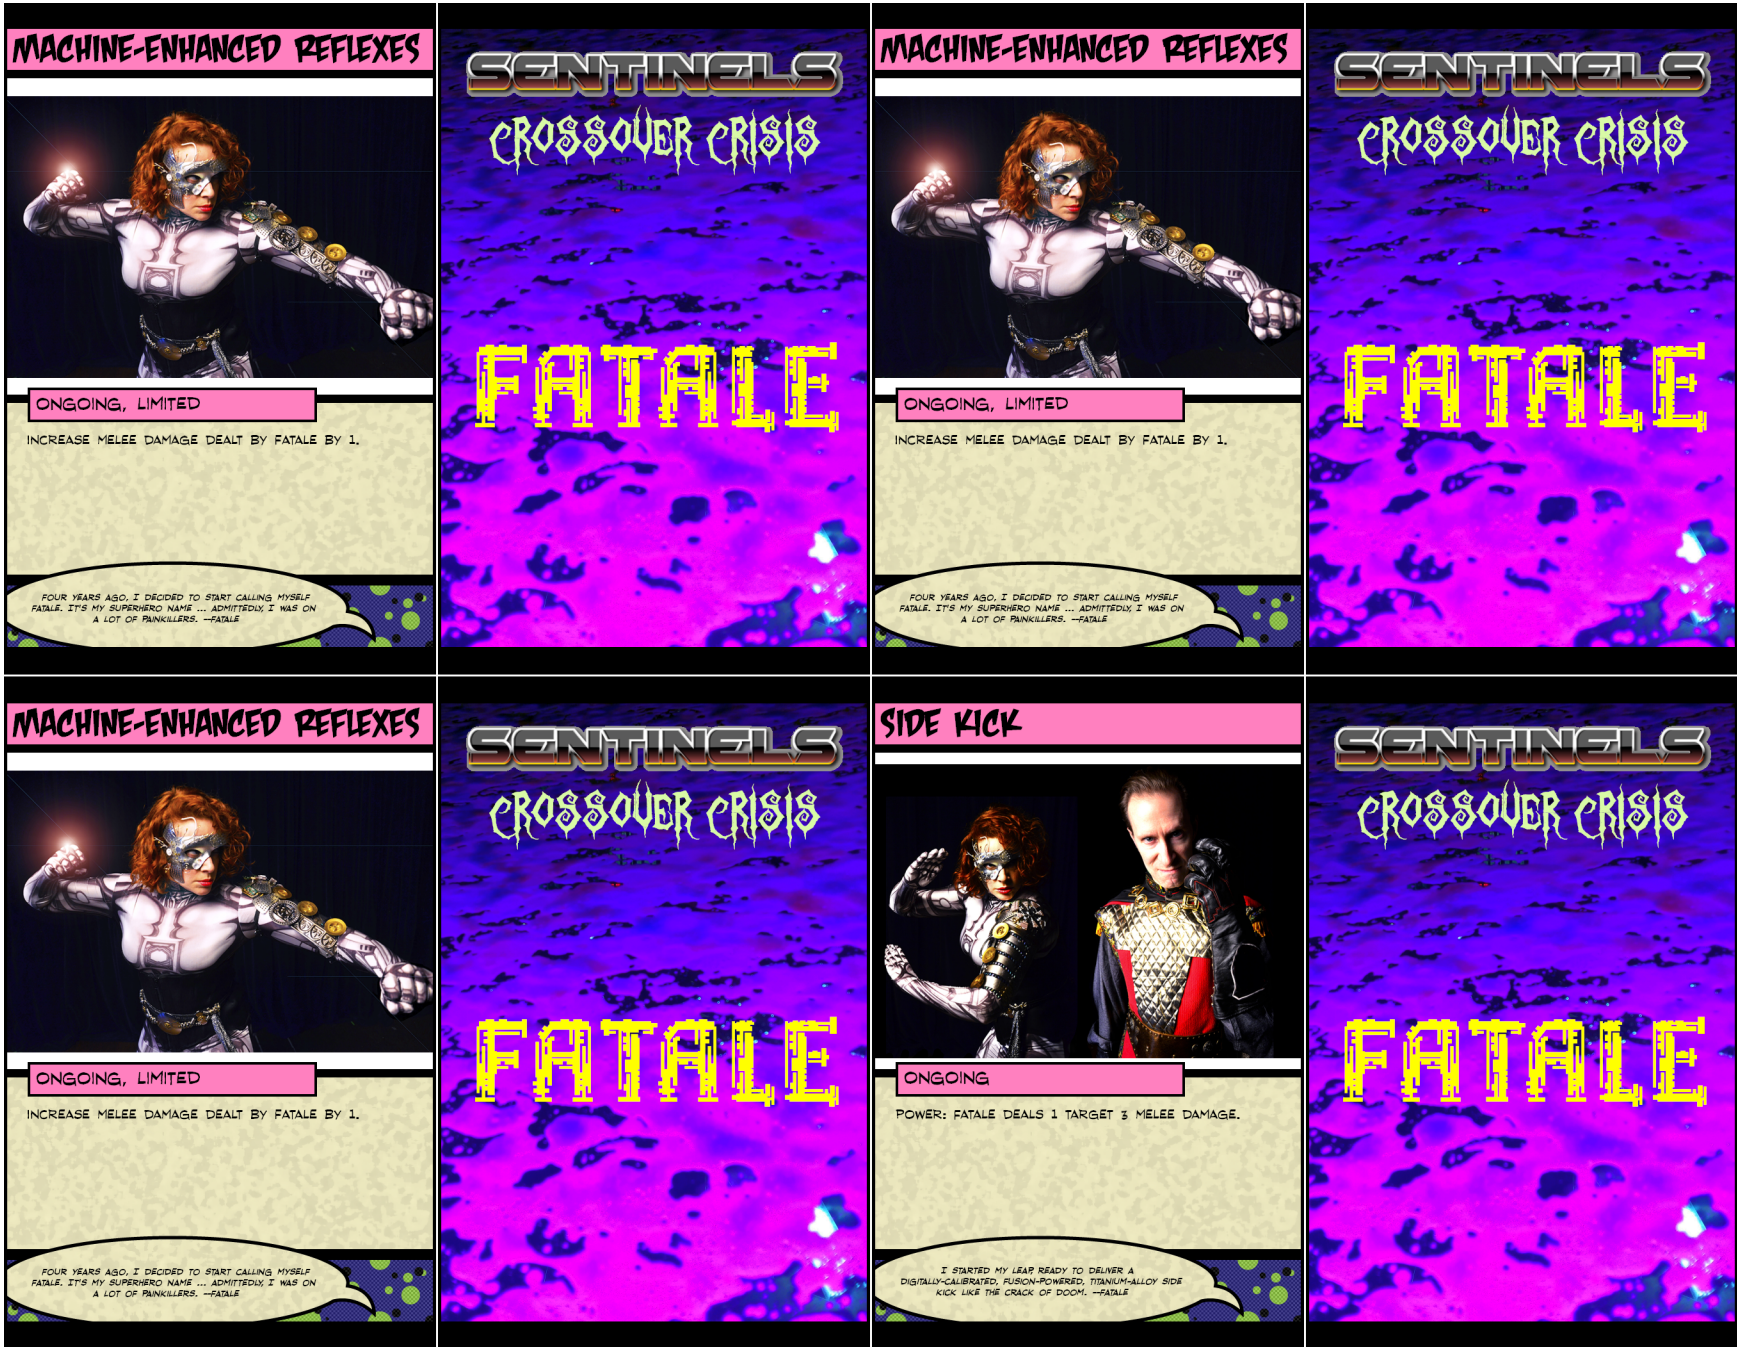 MACHINE-ENHANCED REFLEXES
ONGOING, LIMITED
INCREASE MELEE DAMAGE DEALT BY FATALE BY 1.
FOUR YEARS AGO, I DECIDED TO START CALLING MYSELF
FATALE. IT'S MY SUPERHERO NAME ... ADMITTEDLY, I WAS ON
A LOT OF PAINKILLERS. --FATALE
SENTINELS
CROSSOVER CRISIS
FATALE
MACHINE-ENHANCED REFLEXES
ONGOING, LIMITED
INCREASE MELEE DAMAGE DEALT BY FATALE BY 1.
FOUR YEARS AGO, I DECIDED TO START CALLING MYSELF
FATALE. IT'S MY SUPERHERO NAME ... ADMITTEDLY, I WAS ON
A LOT OF PAINKILLERS. --FATALE
SENTINELS
CROSSOVER CRISIS
FATALE
MACHINE-ENHANCED REFLEXES
ONGOING, LIMITED
INCREASE MELEE DAMAGE DEALT BY FATALE BY 1.
FOUR YEARS AGO, I DECIDED TO START CALLING MYSELF
FATALE. IT'S MY SUPERHERO NAME ... ADMITTEDLY, I WAS ON
A LOT OF PAINKILLERS. --FATALE
SENTINELS
CROSSOVER CRISIS
FATALE
SIDE KICK
ONGOING
POWER: FATALE DEALS 1 TARGET 3 MELEE DAMAGE.
I STARTED MY LEAP, READY TO DELIVER A
DIGITALLY-CALIBRATED, FUSION-POWERED, TITANIUM-ALLOY SIDE
KICK LIKE THE CRACK OF DOOM. --FATALE
SENTINELS
CROSSOVER CRISIS
FATALE